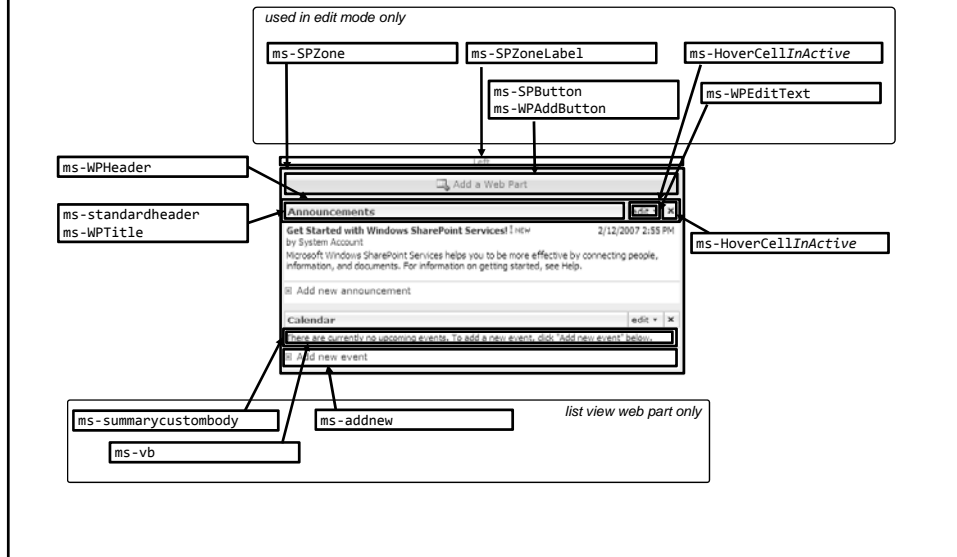 used in edit mode only
ms-SPZone
ms-SPZoneLabel
ms-HoverCellInActive
ms-SPButton
ms-WPAddButton
ms-WPEditText
ms-WPHeader
Left
Add a Web Part
ms-standardheader
ms-WPTitle
Announcements
edit
ms-HoverCellInActive
Get Started with Windows SharePoint Services! ! NEW 2/12/2007 2:55 PM
by System Account
Microsoft Windows SharePoint Services helps you to be more effective by connecting people,
information, and documents. For information on getting started, see Help.
Add new announcement
Calendar edit
There are currently no upcoming events. To add a new event, click "Add new event" below.
Add new event
list view web part only
ms-summarycustombody
ms-addnew
ms-vb